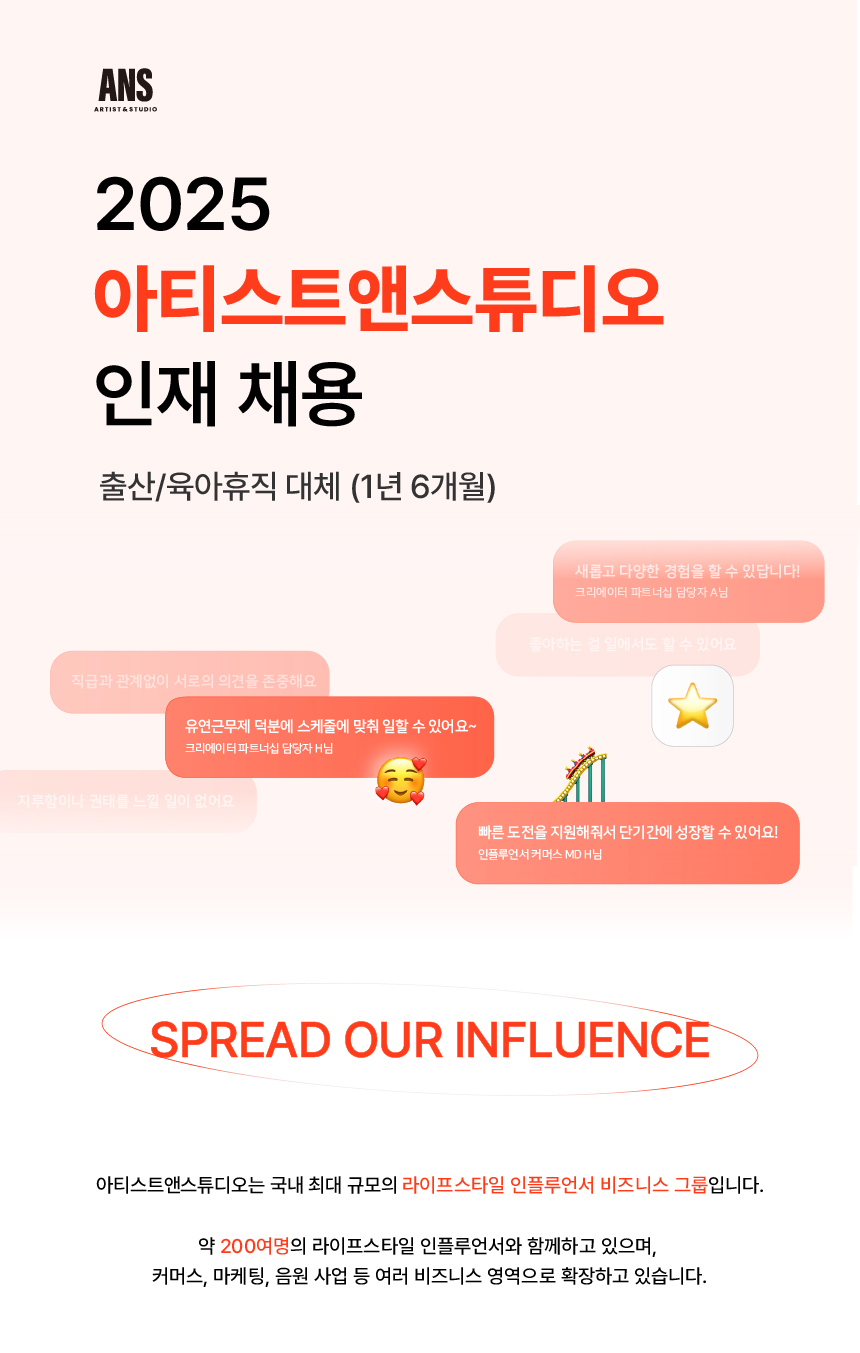 ANS
ARTIST & STUDIO
2025
아티스트앤스튜디오
인재 채용
출산/육아휴직 대체 (1년 6개월)
새롭고 다양한 경험을 할 수 있답니다!
크리에이터 파트너십 담당자 A님
좋아하는 걸 일에서도 할 수 있어요
직급과 관계없이 서로의 의견을 존중해요
유연근무제 덕분에 스케줄에 맞춰 일할 수 있어요~
크리에이터 파트너십 담당자 H님
지루함이나 권태를 느낄 일이 없어요
빠른 도전을 지원해줘서 단기간에 성장할 수 있어요!
인플루언서 커머스 MD H님
SPREAD OUR INFLUENCE
아티스트앤스튜디오는 국내 최대 규모의 라이프스타일 인플루언서 비즈니스 그룹입니다.
약 200여명의 라이프스타일 인플루언서와 함께하고 있으며,
커머스, 마케팅, 음원 사업 등 여러 비즈니스 영역으로 확장하고 있습니다.